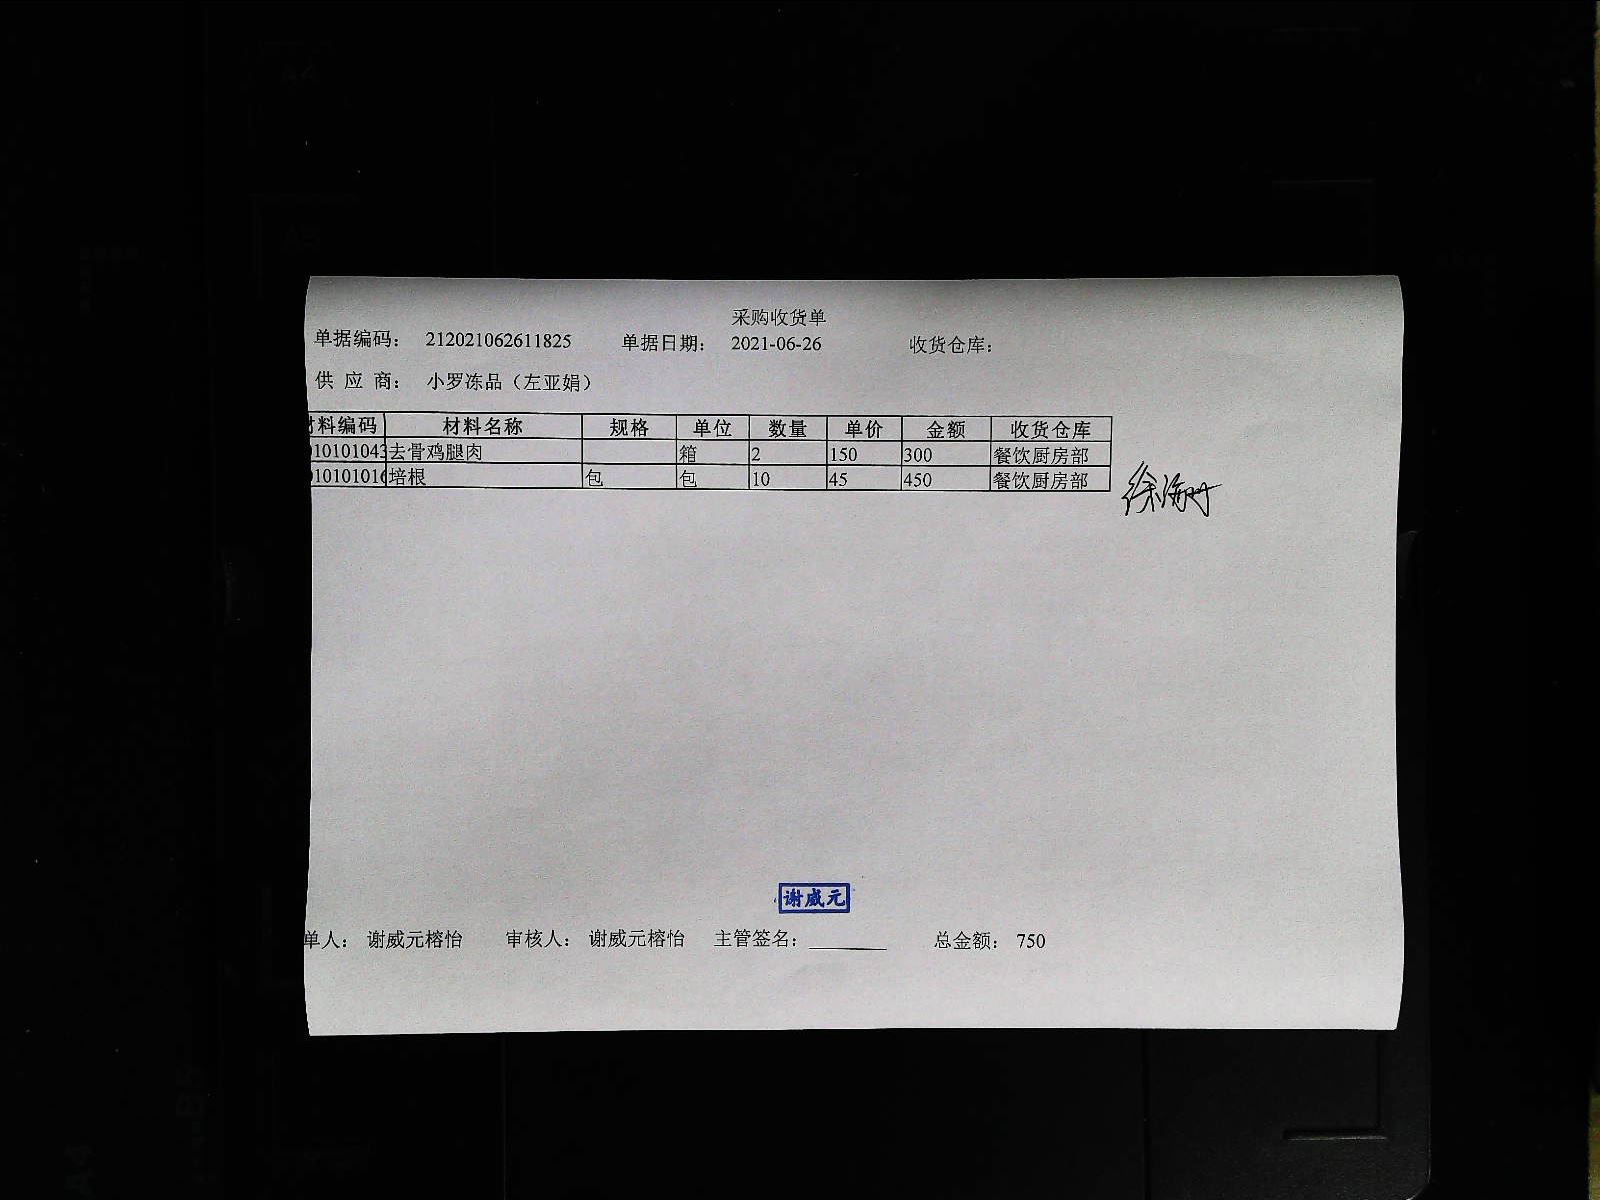 采购收货单
单据编码： 212021062611825 单据日期： 2021-06-26 收货仓库：
供 应 商： 小罗冻品（左亚娟）
材料编码 材料名称 规格 单位 数量 单价 金额 收货仓库
010101043 去骨鸡腿肉 箱 2 150 300 餐饮厨房部
010101016 培根 包 包 10 45 450 餐饮厨房部
谢威元
单人： 谢威元榕怡 审核人： 谢威元榕怡 主管签名： 总金额： 750